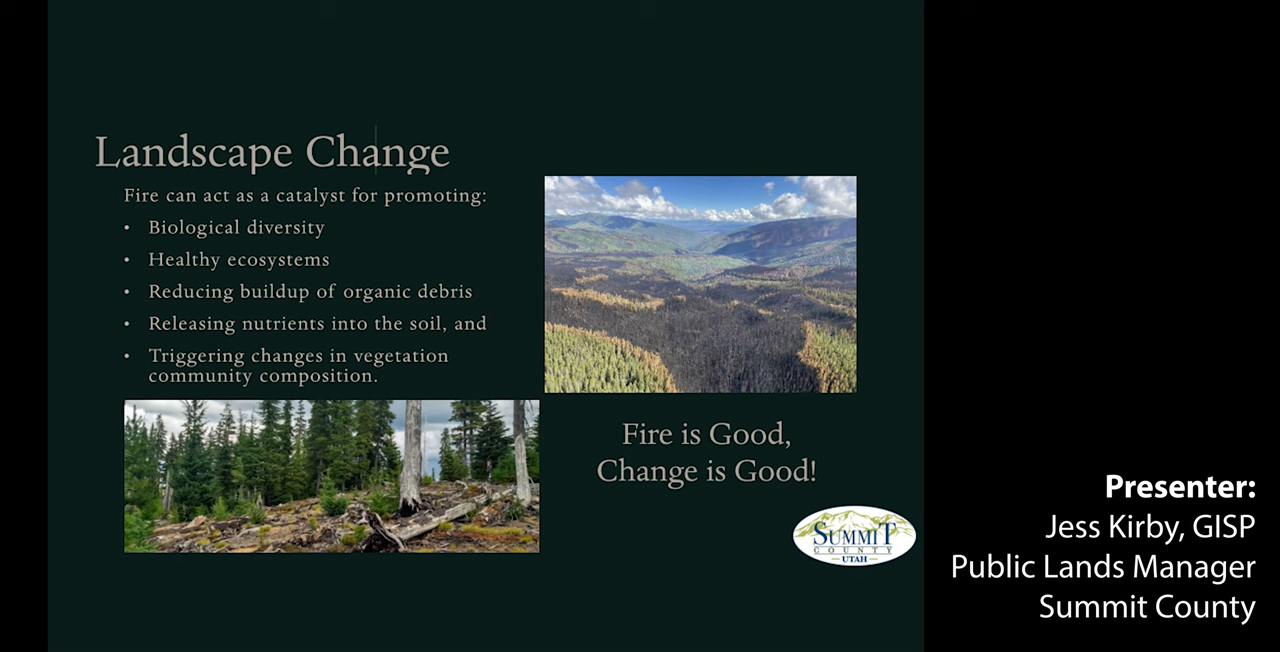 Landscape Change
Fire can act as a catalyst for promoting:
• Biological diversity
• Healthy ecosystems
• Reducing buildup of organic debris
• Releasing nutrients into the soil, and
• Triggering changes in vegetation
community composition.
Fire is Good,
Change is Good!
SUMMIT
COUNTY
UTAH
Presenter:
Jess Kirby, GISP
Public Lands Manager
Summit County